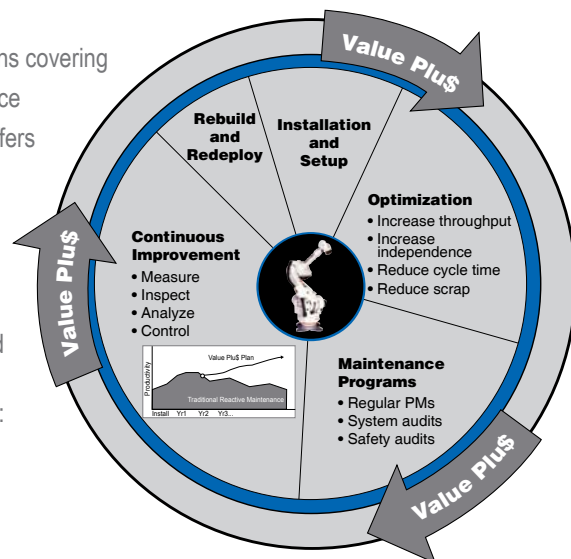 ns covering
ce
fers
d
:
Value Plu$
Value Plu$
Value Plu$
Rebuild
and
Redeploy
Installation
and
Setup
Optimization
• Increase throughput
• Increase
independence
• Reduce cycle time
• Reduce scrap
Continuous
Improvement
• Measure
• Inspect
• Analyze
• Control
Productivity
Value Plu$ Plan
Traditional Reactive Maintenance
Install Yr1 Yr2 Yr3...
Maintenance
Programs
• Regular PMs
• System audits
• Safety audits